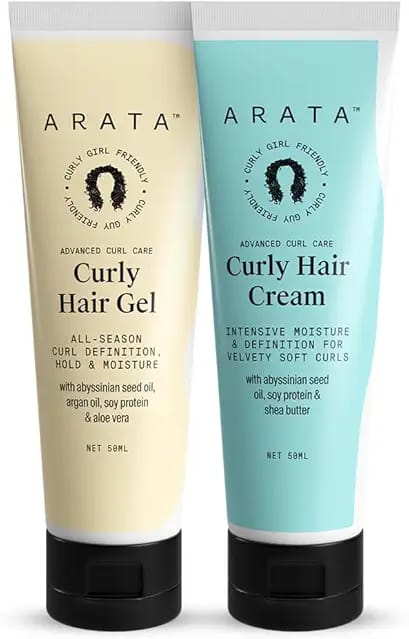 ARATA™
CURLY GIRL FRIENDLY • CURLY GUY FRIENDLY •
ADVANCED CURL CARE
Curly
Hair Gel
ALL-SEASON
CURL DEFINITION,
HOLD & MOISTURE
with abyssinian seed oil,
argan oil, soy protein
& aloe vera
NET 50ML
ARATA™
CURLY GIRL FRIENDLY • CURLY GUY FRIENDLY •
ADVANCED CURL CARE
Curly Hair
Cream
INTENSIVE MOISTURE
& DEFINITION FOR
VELVETY SOFT CURLS
with abyssinian seed
oil, soy protein &
shea butter
NET 50ML